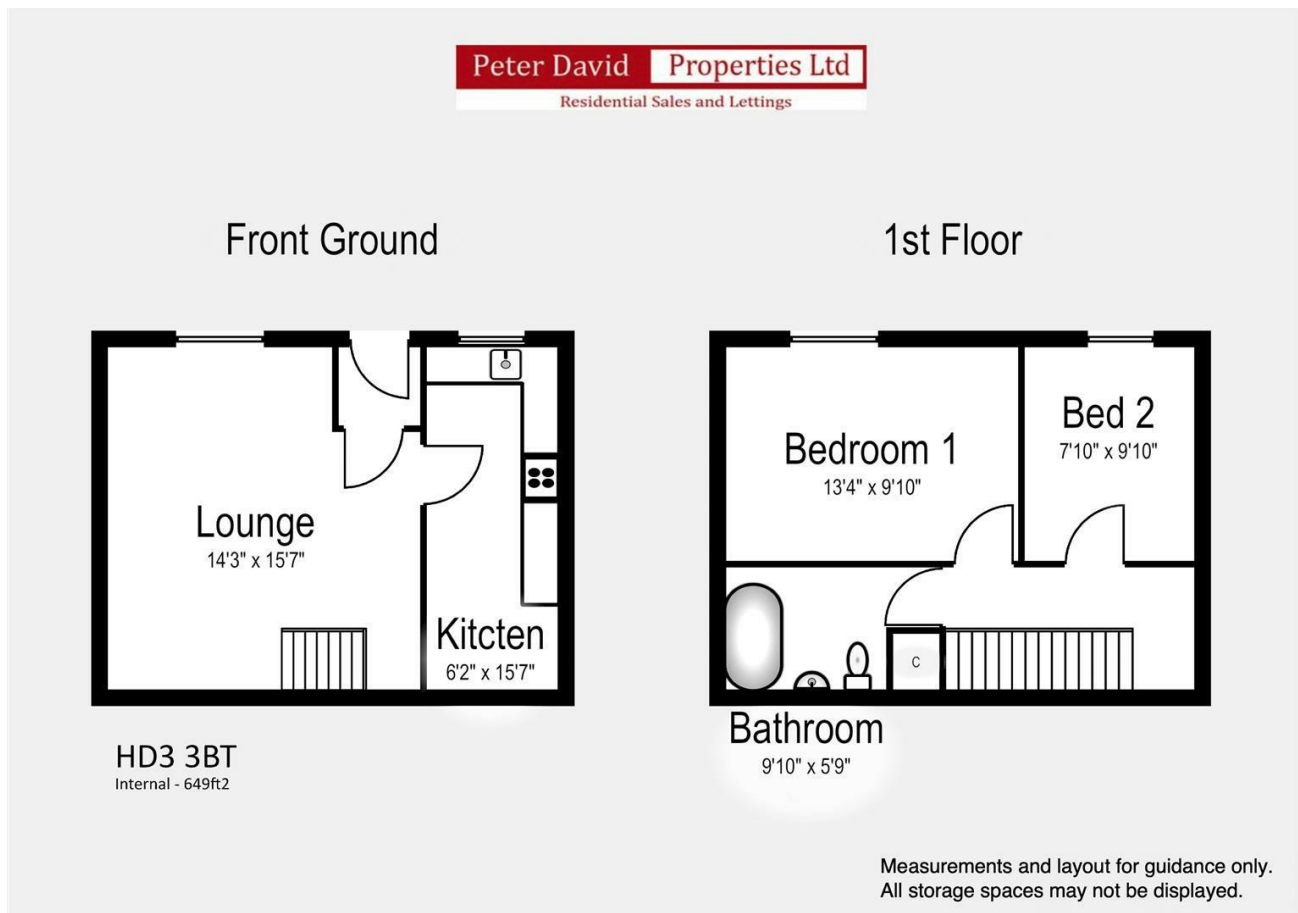 Peter David Properties Ltd
Residential Sales and Lettings
Front Ground
1st Floor
Lounge
14'3" x 15'7"
Kitcten
6'2" x 15'7"
Bedroom 1
13'4" x 9'10"
Bed 2
7'10" x 9'10"
C
Bathroom
9'10" x 5'9"
HD3 3BT
Internal - 649ft2
Measurements and layout for guidance only.
All storage spaces may not be displayed.